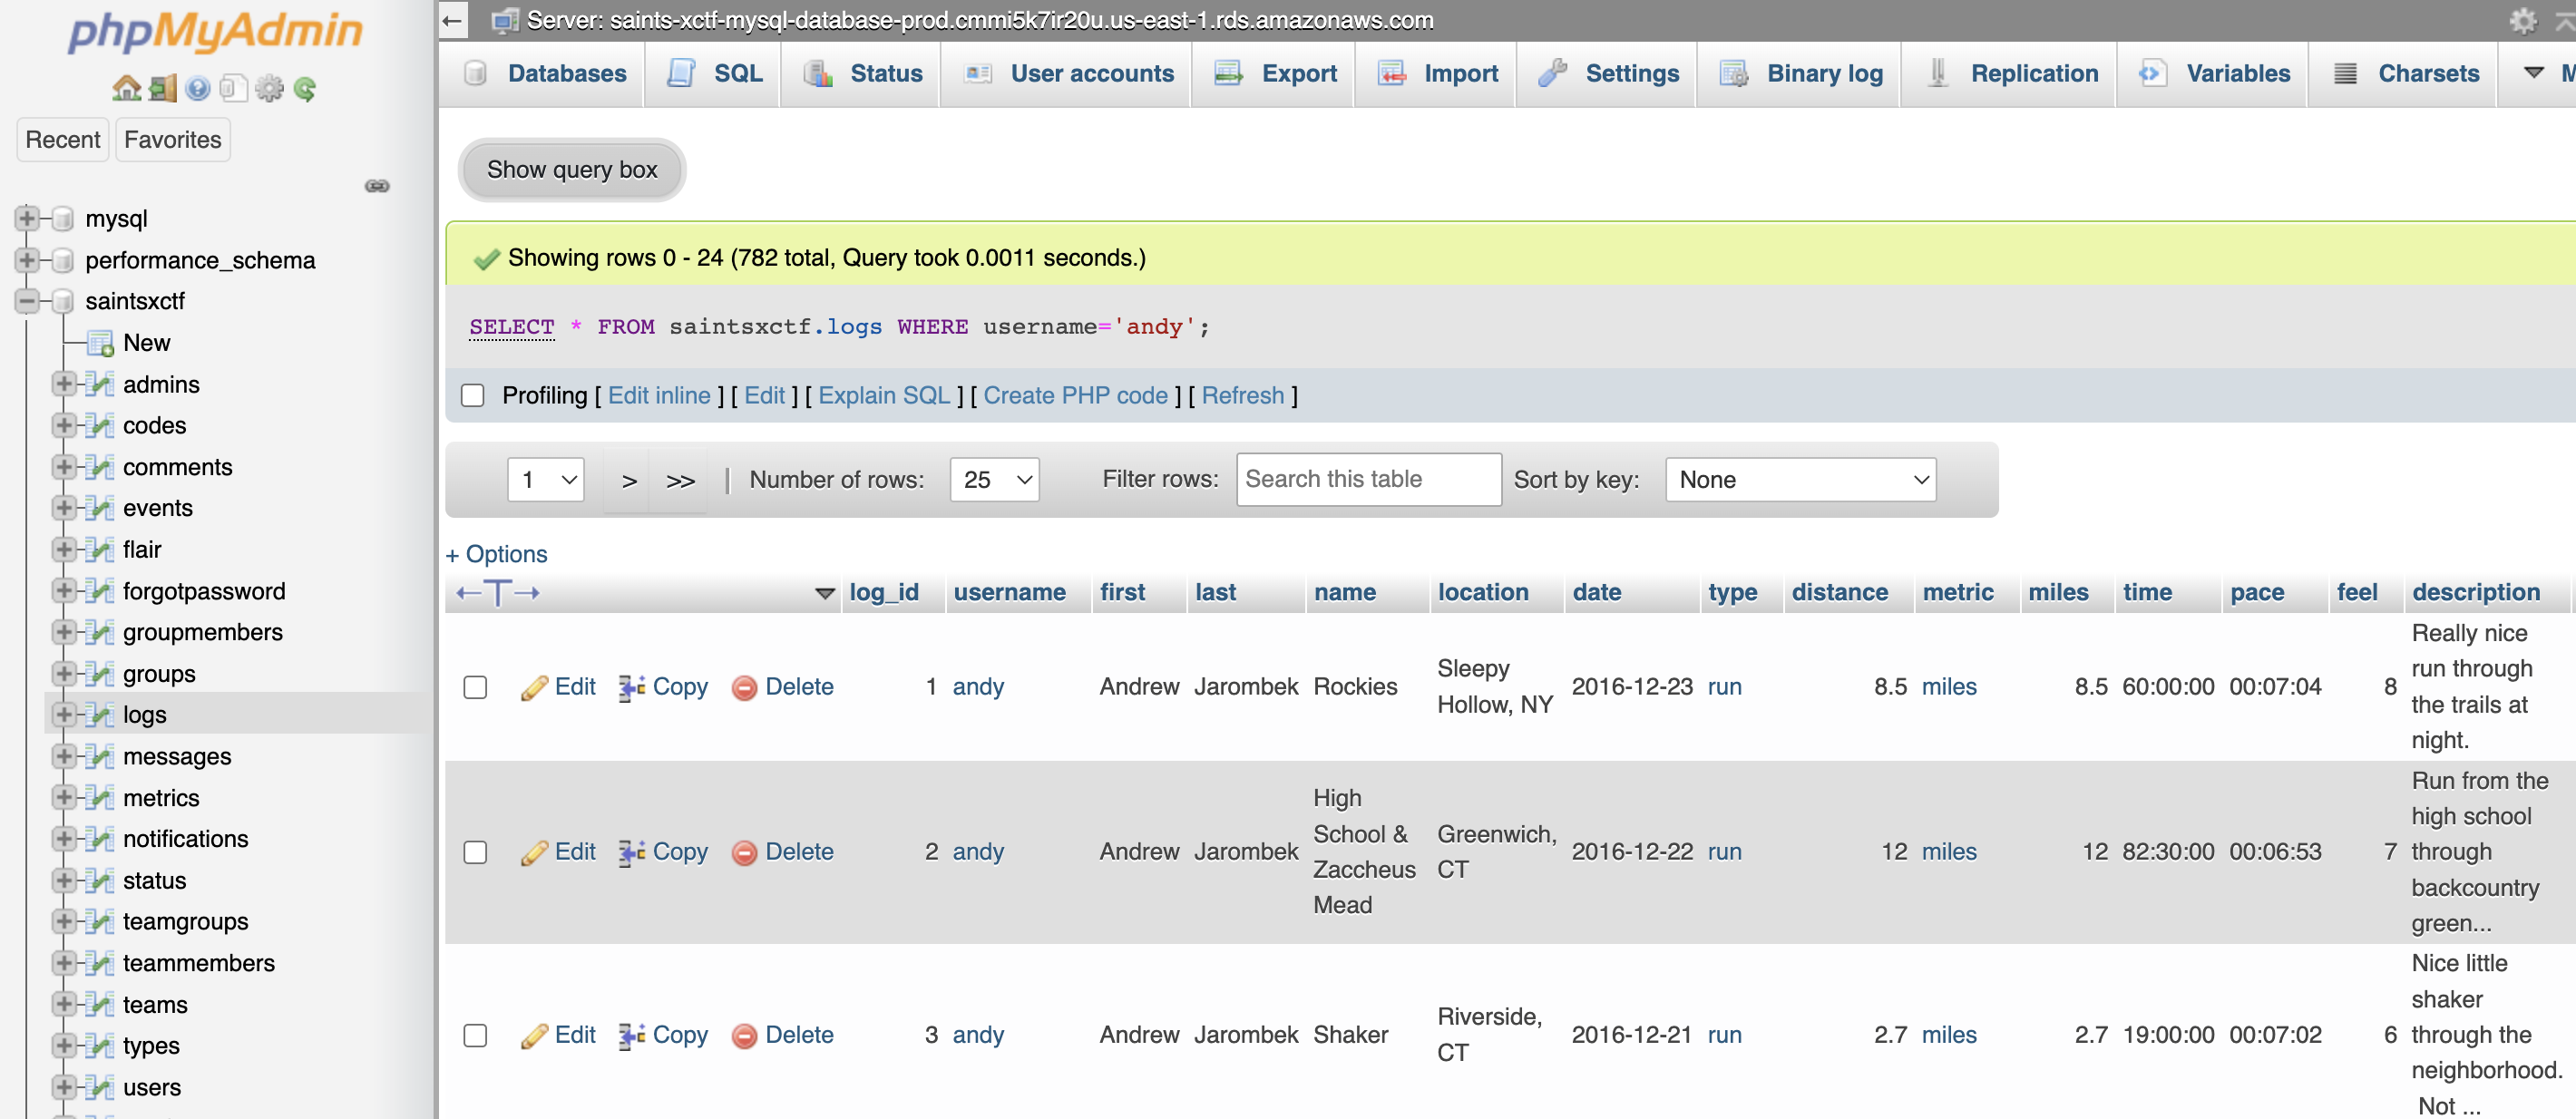 phpMyAdmin
Recent Favorites
mysql
performance_schema
saintsxctf
New
admins
codes
comments
events
flair
forgotpassword
groupmembers
groups
logs
messages
metrics
notifications
status
teamgroups
teammembers
teams
types
users
Server: saints-xctf-mysql-database-prod.cmmi5k7ir20u.us-east-1.rds.amazonaws.com
Databases SQL Status User accounts Export Import Settings Binary log Replication Variables Charsets
Show query box
Showing rows 0 - 24 (782 total, Query took 0.0011 seconds.)
SELECT * FROM saintsxctf.logs WHERE username='andy';
Profiling [ Edit inline ] [ Edit ] [ Explain SQL ] [ Create PHP code ] [ Refresh ]
1 > >> | Number of rows: 25 Filter rows: Search this table Sort by key: None
+ Options
←T→ log_id username first last name location date type distance metric miles time pace feel description
Edit Copy Delete 1 andy Andrew Jarombek Rockies Sleepy Hollow, NY 2016-12-23 run 8.5 miles 8.5 60:00:00 00:07:04 8 Really nice run through the trails at night.
Edit Copy Delete 2 andy Andrew Jarombek High School & Zaccheus Mead Greenwich, CT 2016-12-22 run 12 miles 12 82:30:00 00:06:53 7 Run from the high school through backcountry green...
Edit Copy Delete 3 andy Andrew Jarombek Shaker Riverside, CT 2016-12-21 run 2.7 miles 2.7 19:00:00 00:07:02 6 Nice little shaker through the neighborhood. Not ...